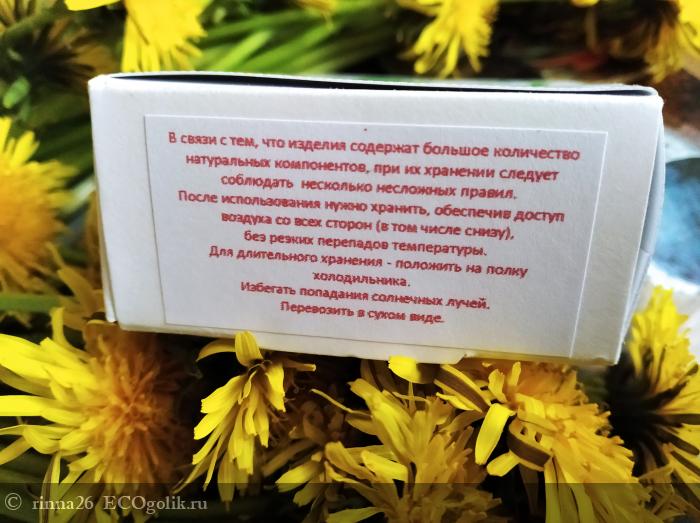 В связи с тем, что изделия содержат большое количество
натуральных компонентов, при их хранении следует
соблюдать несколько несложных правил.
После использования нужно хранить, обеспечив доступ
воздуха со всех сторон (в том числе снизу),
без резких перепадов температуры.
Для длительного хранения - положить на полку
холодильника.
Избегать попадания солнечных лучей.
Перевозить в сухом виде.
© rinna26 ECOgolik.ru